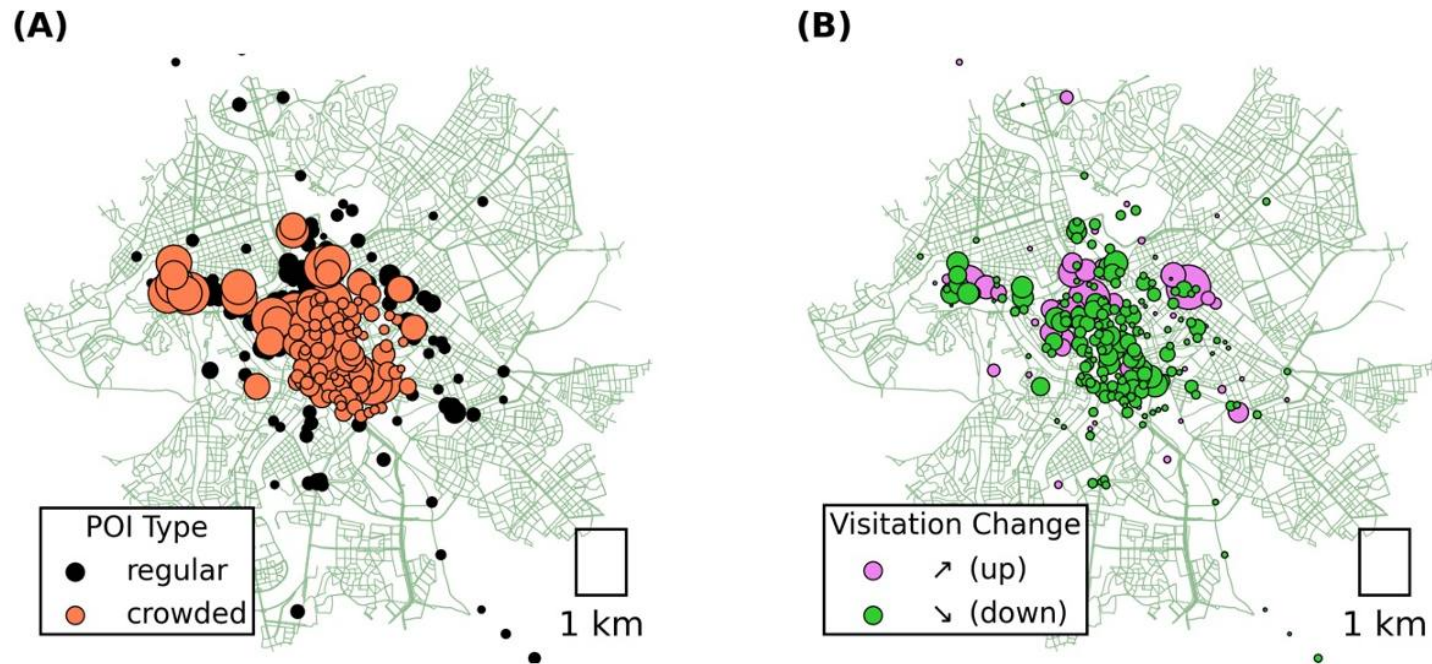 (A)
POI Type
regular
crowded
1 km
(B)
Visitation Change
↗ (up)
↘ (down)
1 km